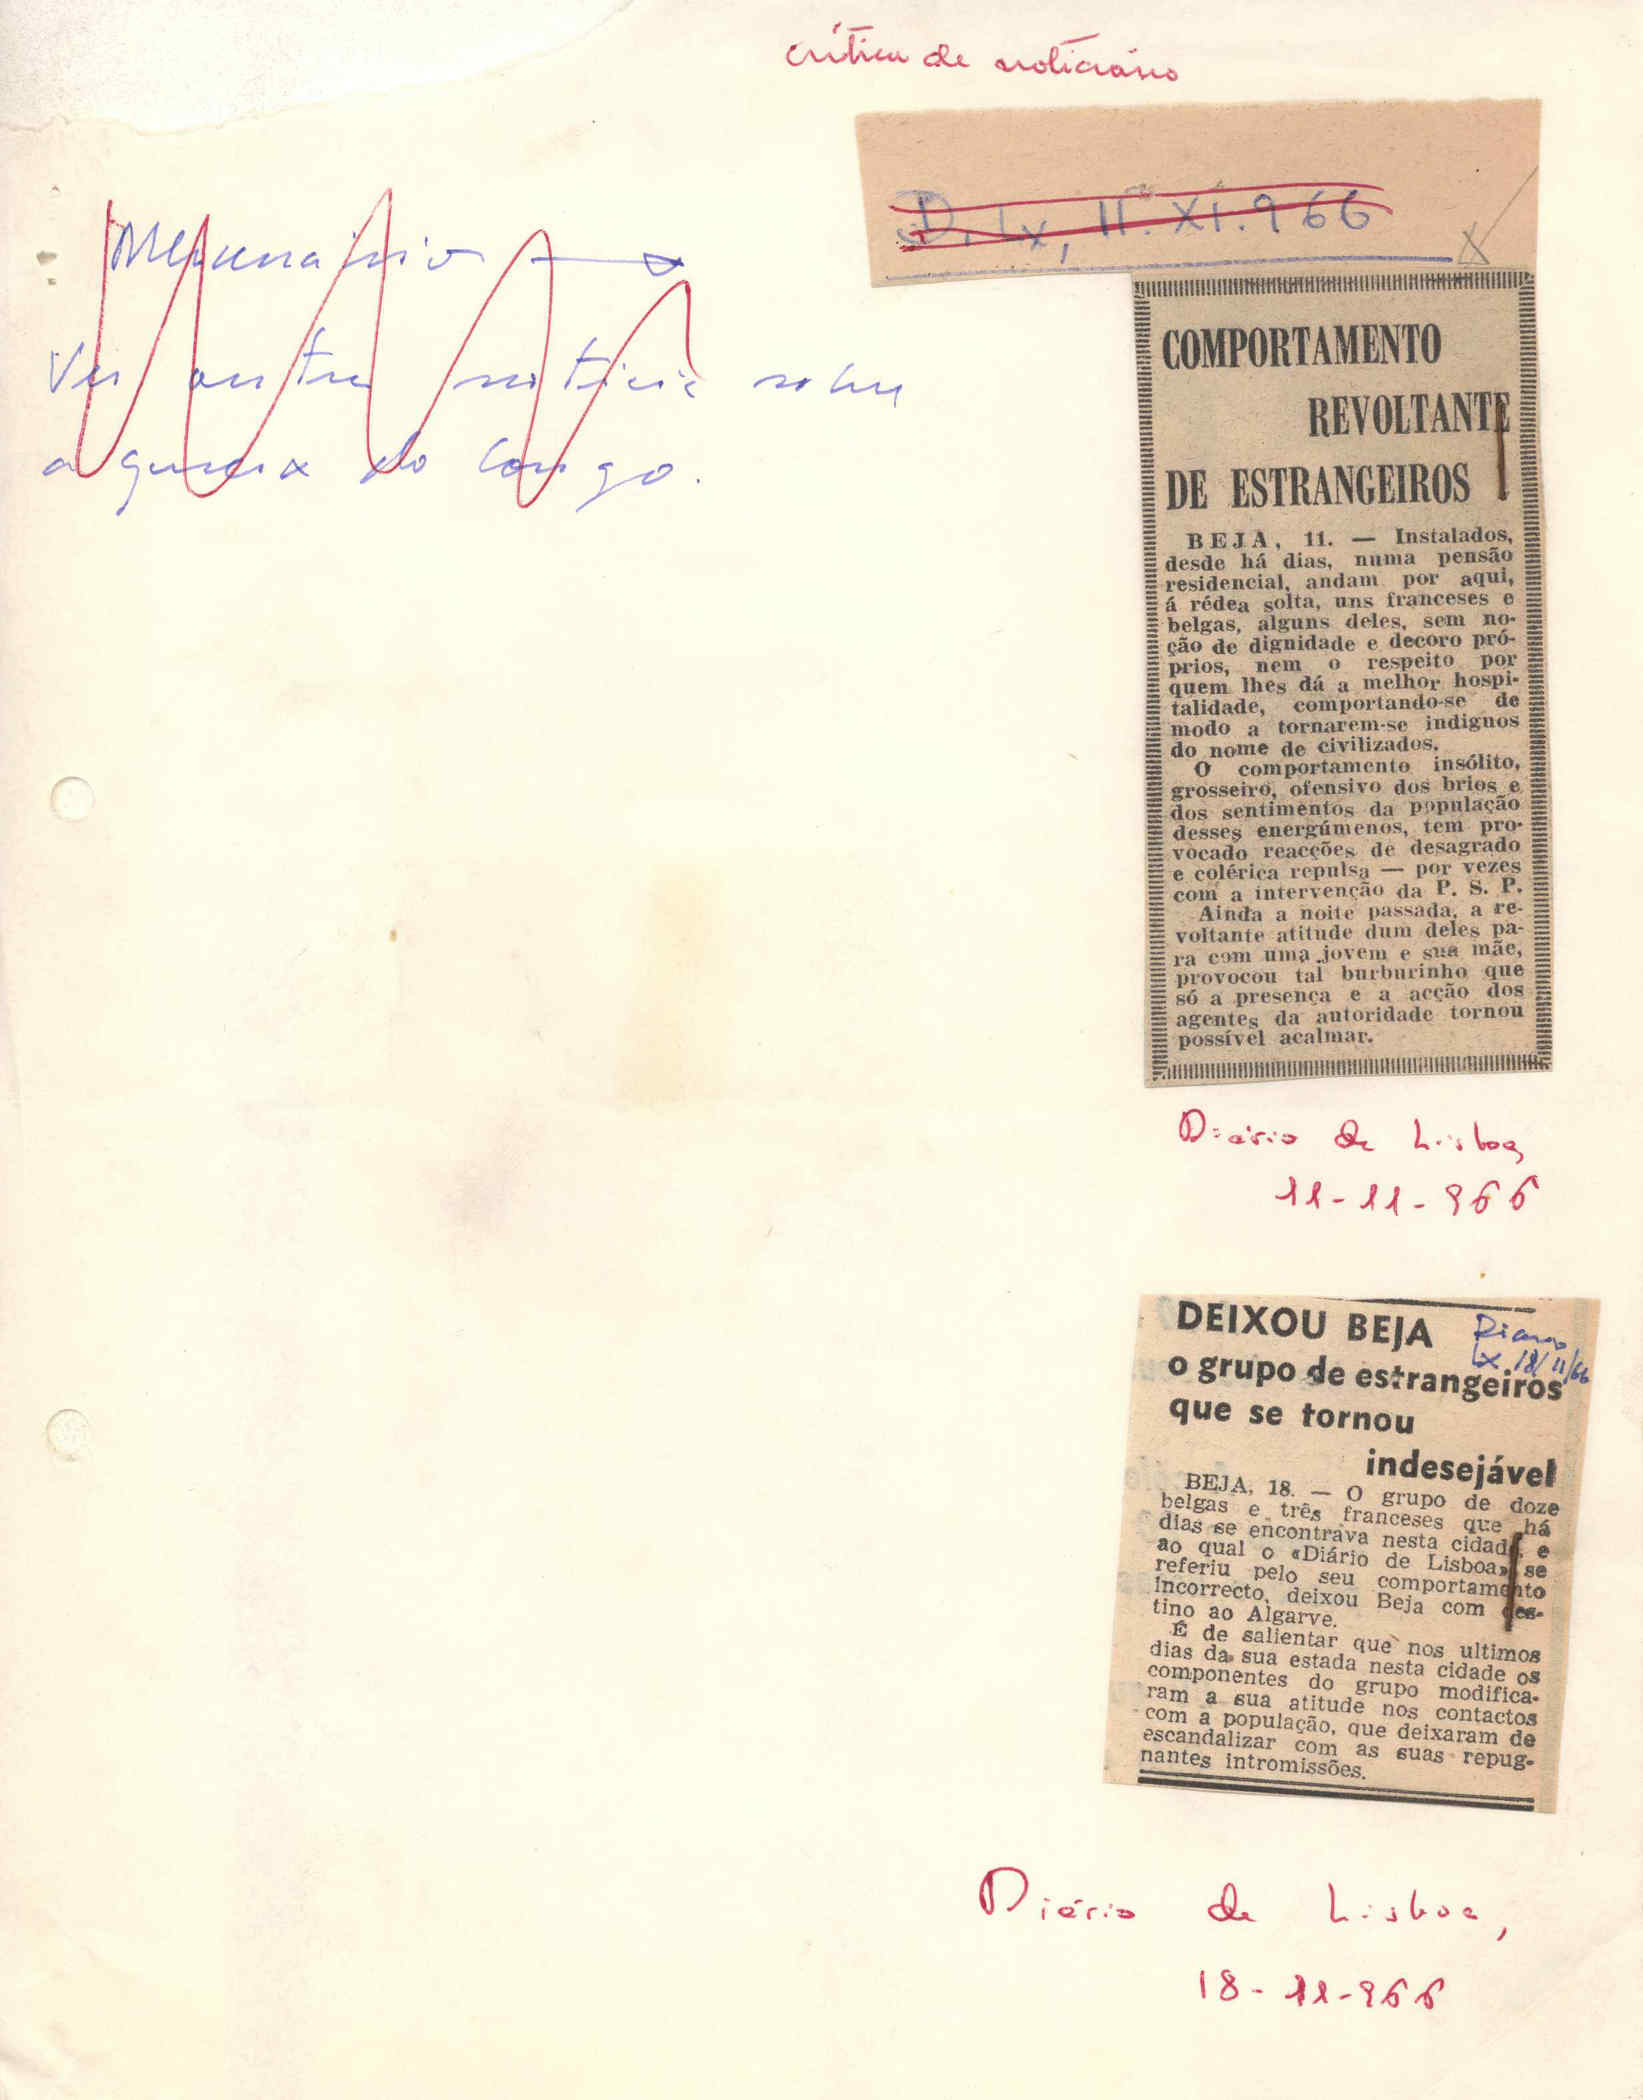 crítica de noticiário
D. Lx, 11.XI.966
Mercenário
Ver outra notícia sobre
a guerra do Congo.
COMPORTAMENTO
REVOLTANTE
DE ESTRANGEIROS
BEJA, 11. — Instalados,
desde há dias, numa pensão
residencial, andam por aqui,
á rédea solta, uns franceses e
belgas, alguns deles, sem no-
ção de dignidade e decoro pró-
prios, nem o respeito por
quem lhes dá a melhor hospi-
talidade, comportando-se de
modo a tornarem-se indignos
do nome de civilizados.
O comportamento insólito,
grosseiro, ofensivo dos brios e
dos sentimentos da população
desses energúmenos, tem pro-
vocado reacções de desagrado
e colérica repulsa — por vezes
com a intervenção da P. S. P.
Ainda a noite passada, a re-
voltante atitude dum deles pa-
ra com uma jovem e sua mãe,
provocou tal burburinho que
só a presença e a acção dos
agentes da autoridade tornou
possível acalmar.
Diário de Lisboa,
11-11-966
DEIXOU BEJA
Diario
Lx 18/11/66
o grupo de estrangeiros
que se tornou
indesejável
BEJA, 18. — O grupo de doze
belgas e três franceses que há
dias se encontrava nesta cidade e
ao qual o «Diário de Lisboa» se
referiu pelo seu comportamento
incorrecto, deixou Beja com des-
tino ao Algarve.
É de salientar que nos ultimos
dias da sua estada nesta cidade os
componentes do grupo modifica-
ram a sua atitude nos contactos
com a população, que deixaram de
escandalizar com as suas repug-
nantes intromissões.
Diário de Lisboa,
18-11-966